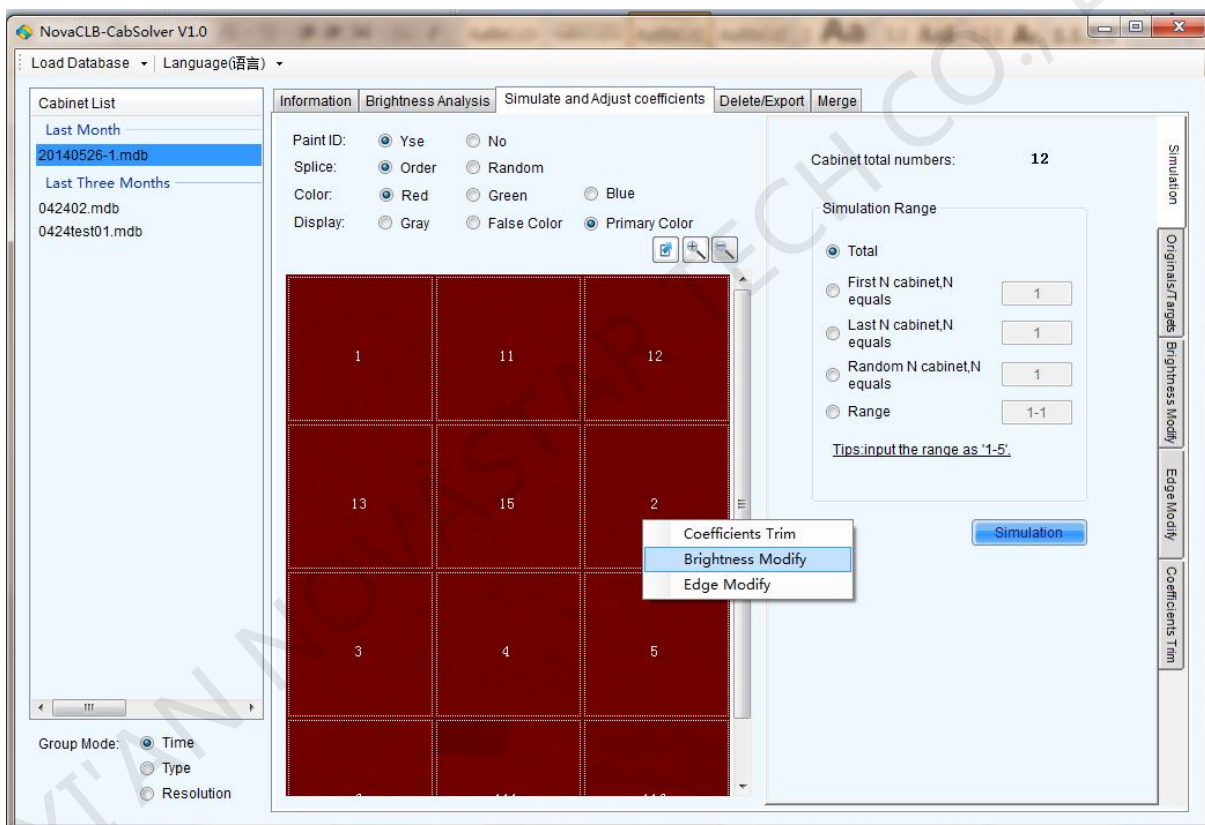 NovaCLB-CabSolver V1.0
Load Database Language(语言)
Cabinet List
Last Month
20140526-1.mdb
Last Three Months
042402.mdb
0424test01.mdb
Group Mode: Time
Type
Resolution
Information Brightness Analysis Simulate and Adjust coefficients Delete/Export Merge
Paint ID: Yse No
Splice: Order Random
Color: Red Green Blue
Display: Gray False Color Primary Color
1 11 12
13 15 2
3 4 5
Coefficients Trim
Brightness Modify
Edge Modify
Cabinet total numbers: 12
Simulation Range
Total
First N cabinet,N
equals 1
Last N cabinet,N
equals 1
Random N cabinet,N
equals 1
Range 1-1
Tips:input the range as '1-5'.
Simulation
Simulation
Originals/Targets
Brightness Modify
Edge Modify
Coefficients Trim
XI'AN NOVASTAR TECH CO.,